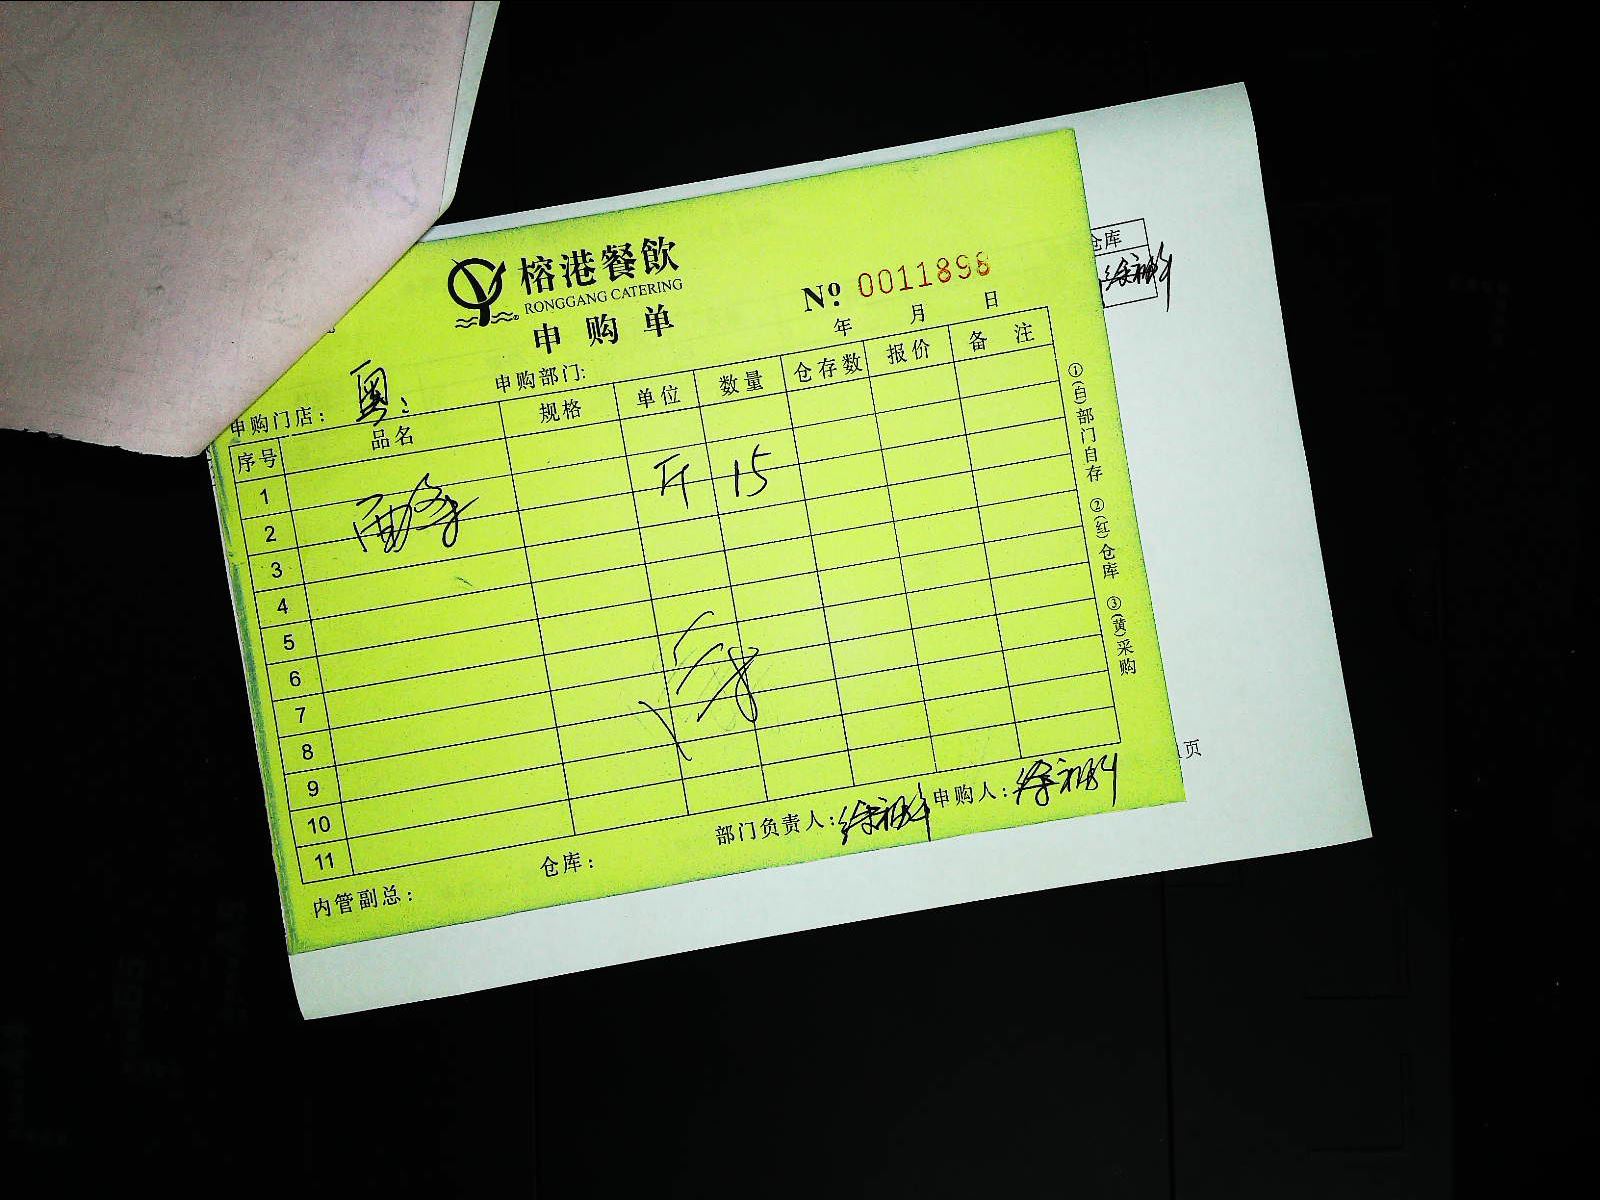 榕港餐飲
RONGGANG CATERING
申购单
№ 0011898
年 月 日
申购门店: 粤: 申购部门:
序号 品名 规格 单位 数量 仓存数 报价 备注
1
2 西芹 斤 15
3
4
5
6
7
8
9
10
11
内管副总: 仓库: 部门负责人: 申购人:
①(白)部门自存 ②(红)仓库 ③(黄)采购
仓库
页